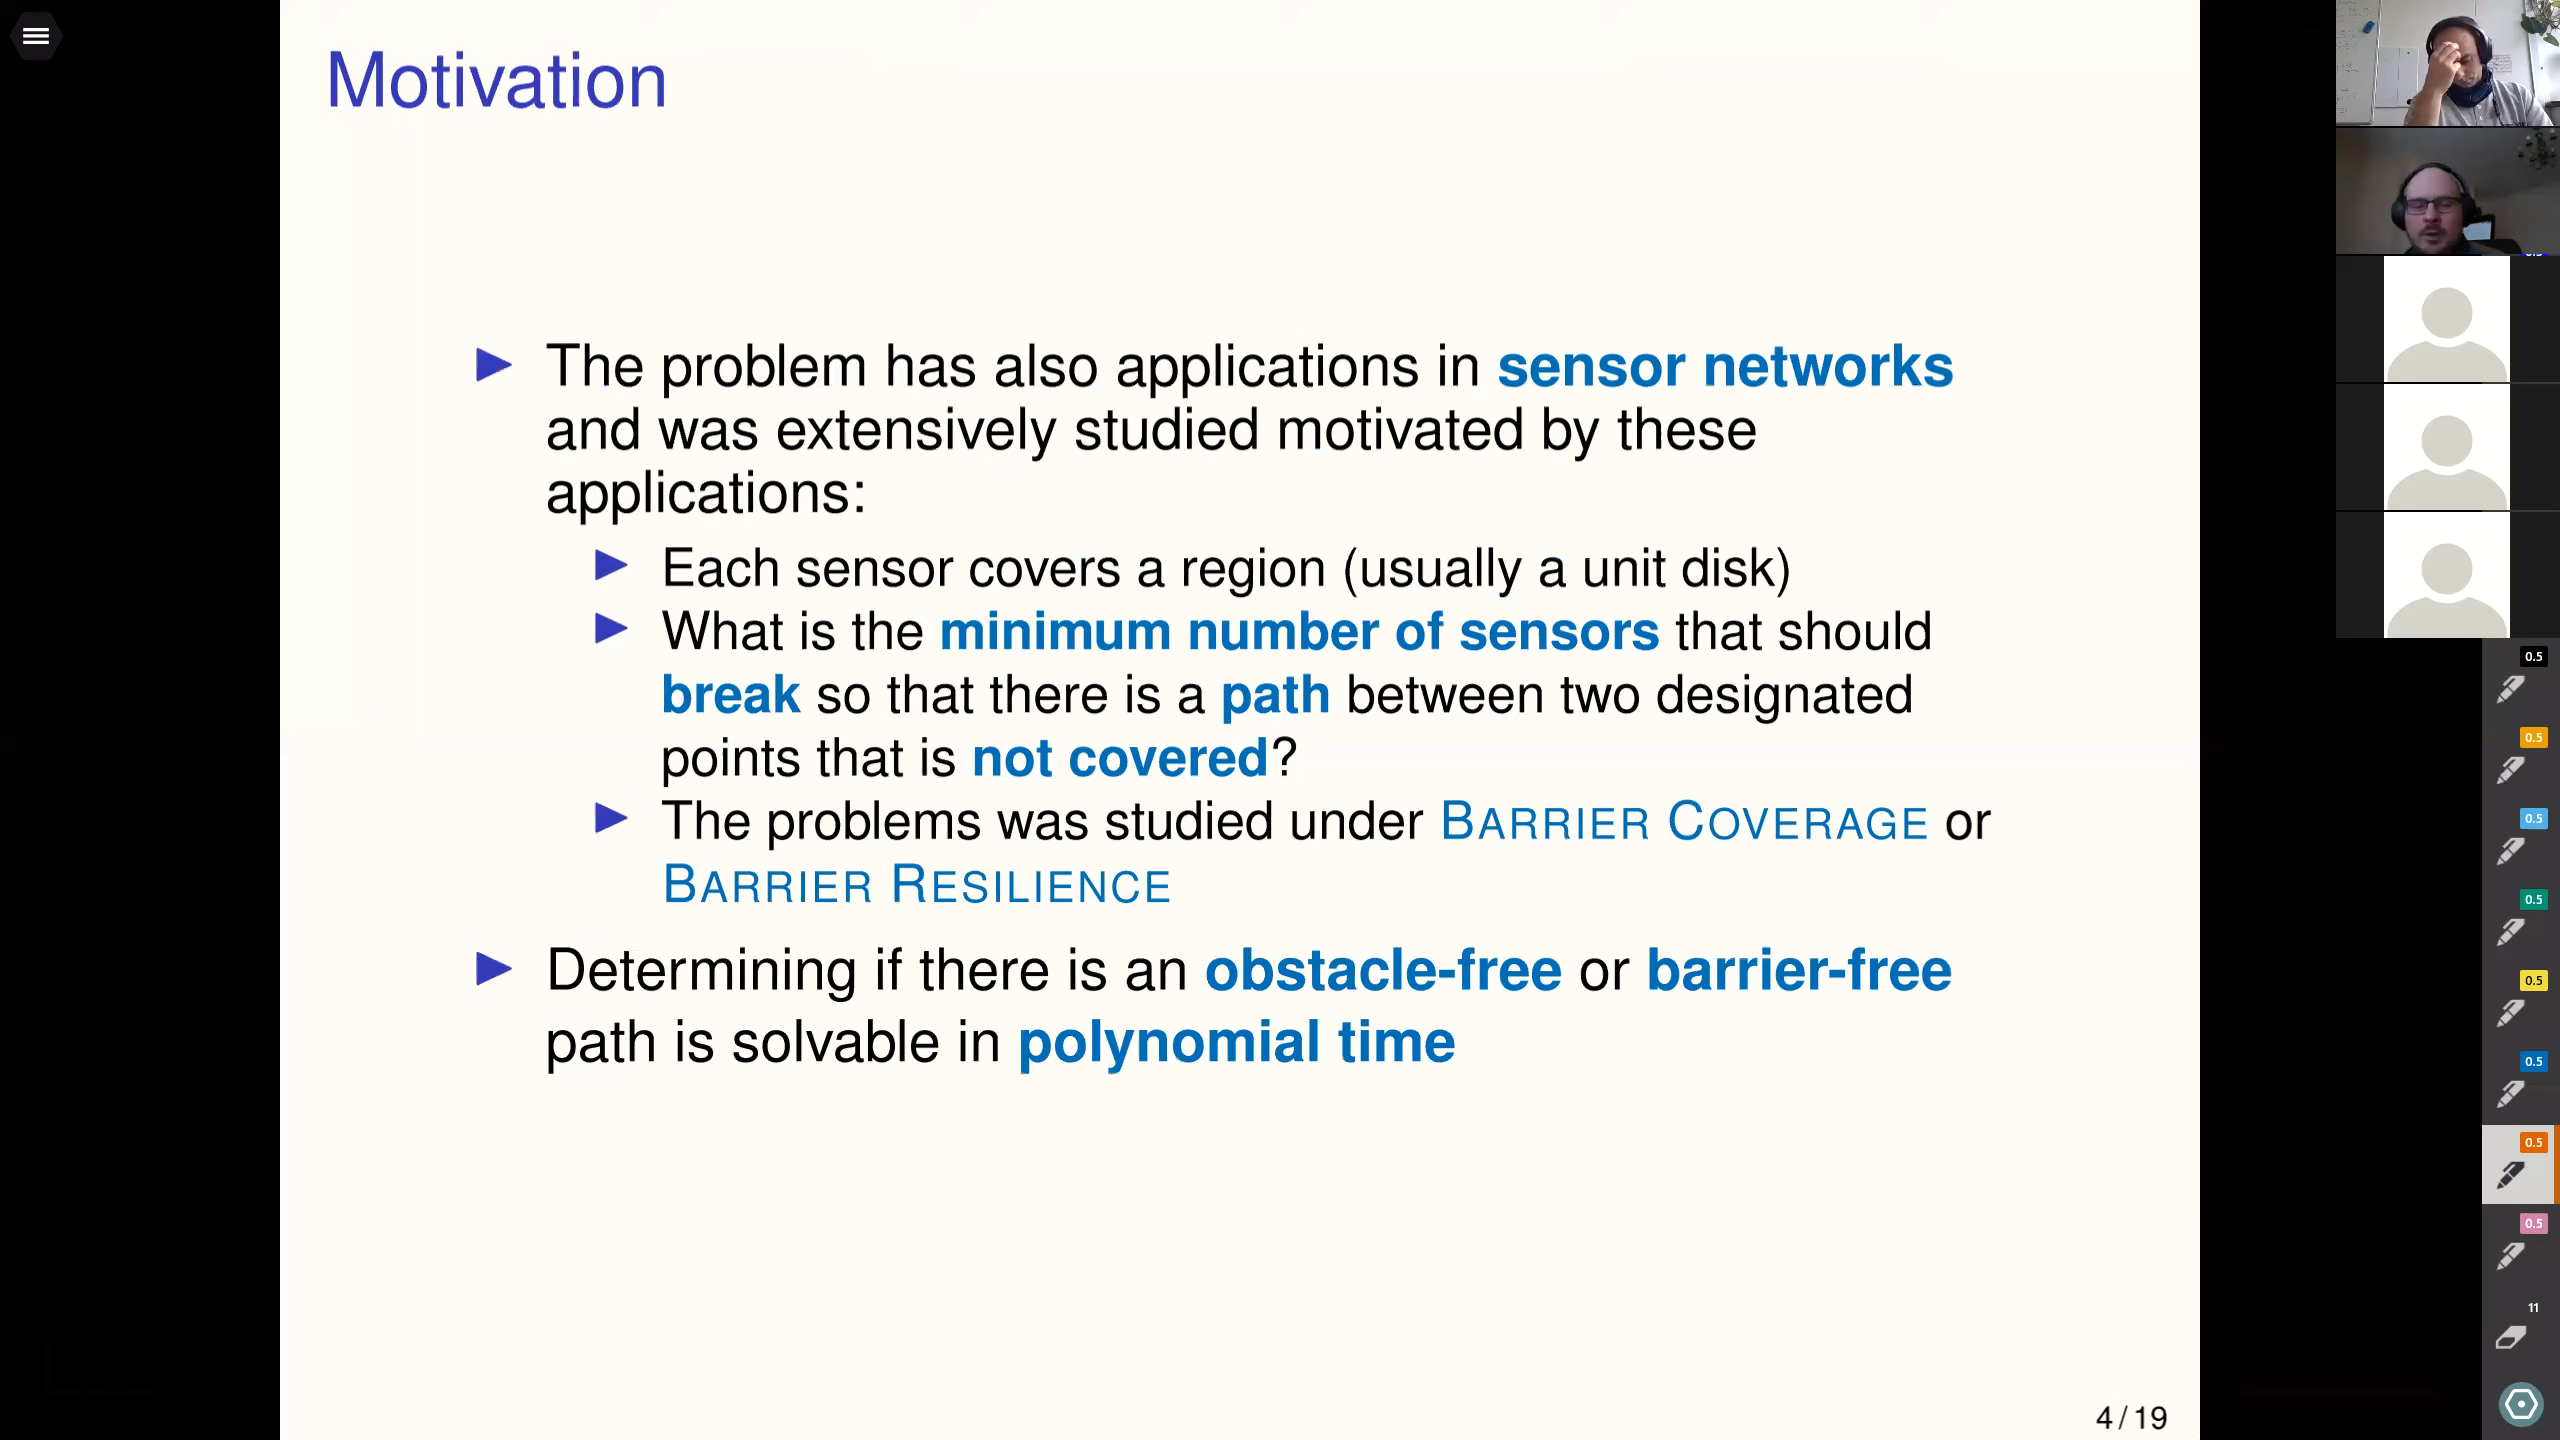 Motivation
The problem has also applications in sensor networks
and was extensively studied motivated by these
applications:
Each sensor covers a region (usually a unit disk)
What is the minimum number of sensors that should
break so that there is a path between two designated
points that is not covered?
The problems was studied under BARRIER COVERAGE or
BARRIER RESILIENCE
Determining if there is an obstacle-free or barrier-free
path is solvable in polynomial time
4/19
0.5
0.5
0.5
0.5
0.5
0.5
0.5
0.5
11